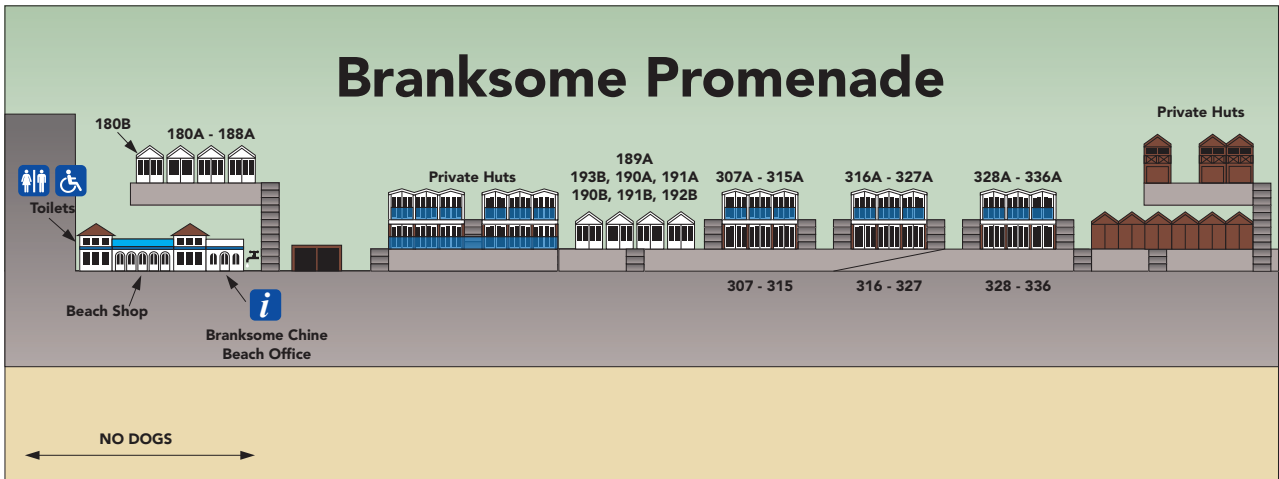 Branksome Promenade
180B
180A - 188A
Toilets
Beach Shop
i
Branksome Chine
Beach Office
Private Huts
189A
193B, 190A, 191A
190B, 191B, 192B
307A - 315A
316A - 327A
328A - 336A
Private Huts
307 - 315
316 - 327
328 - 336
NO DOGS